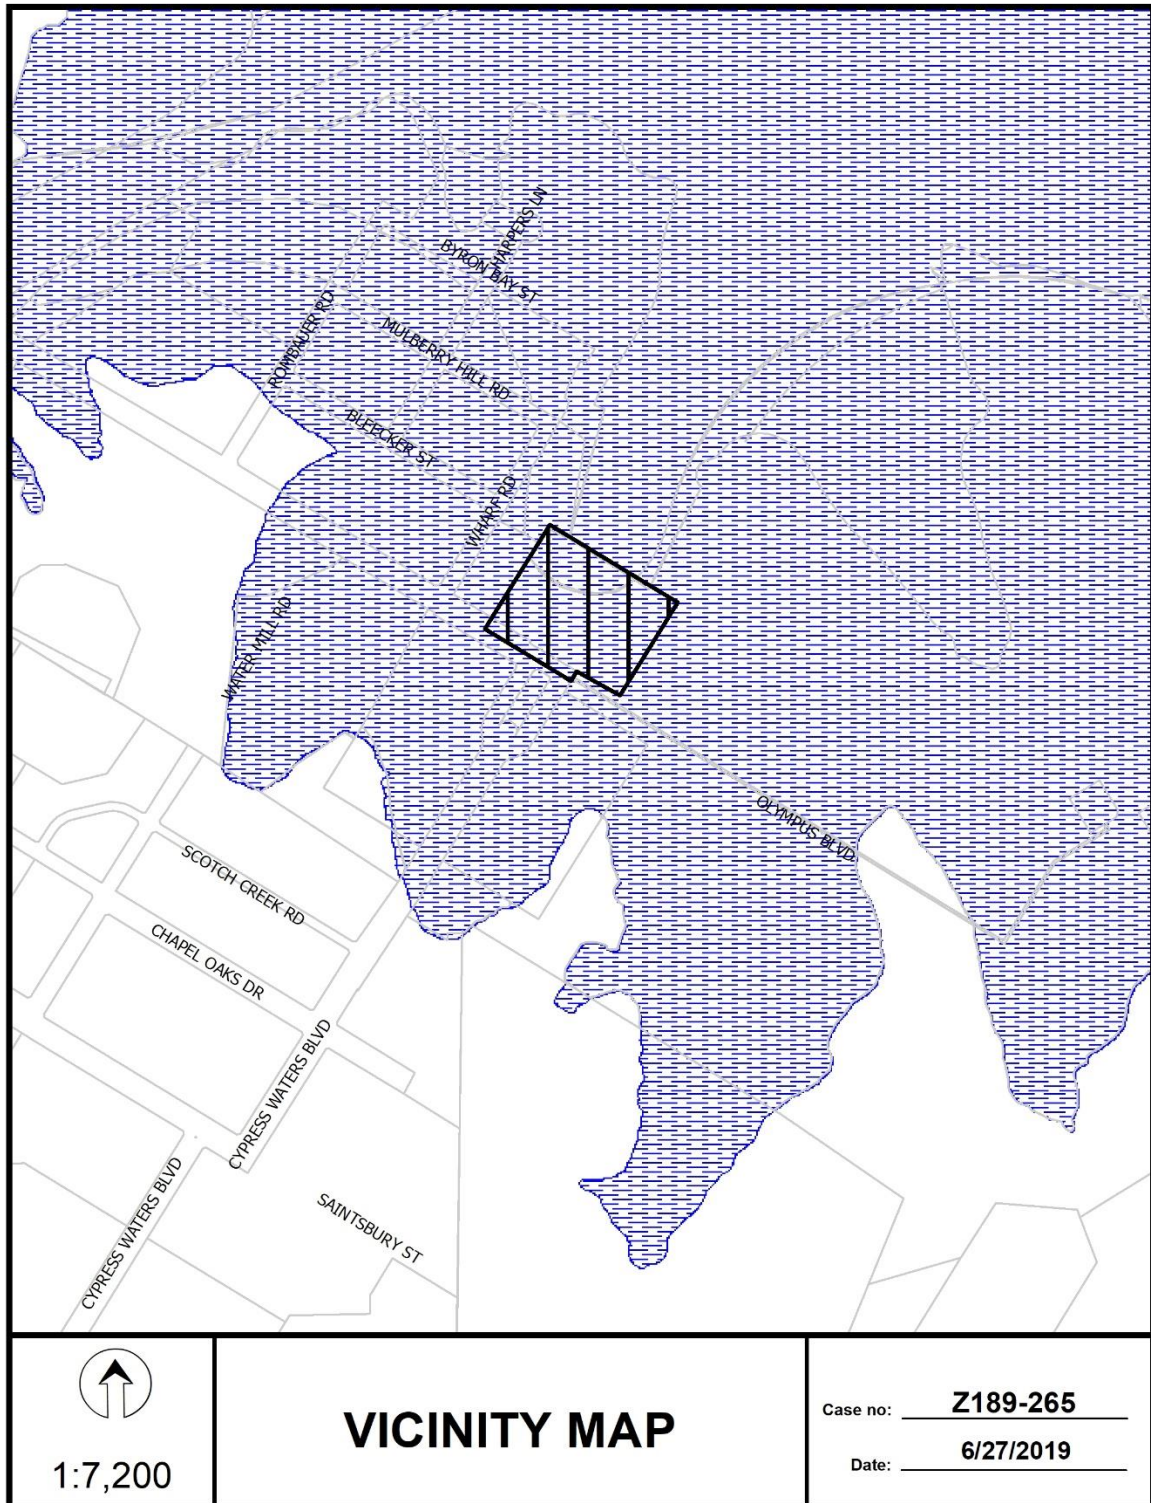 HAPPERS LN
BYRON BAY ST
ROMBAUER RD
MULBERRY HILL RD
BLEECKER ST
WHARF RD
WATER MILL RD
OLYMPUS BLVD
SCOTCH CREEK RD
CHAPEL OAKS DR
CYPRESS WATERS BLVD
CYPRESS WATERS BLVD
SAINTSBURY ST
1:7,200
VICINITY MAP
Case no: Z189-265
Date: 6/27/2019